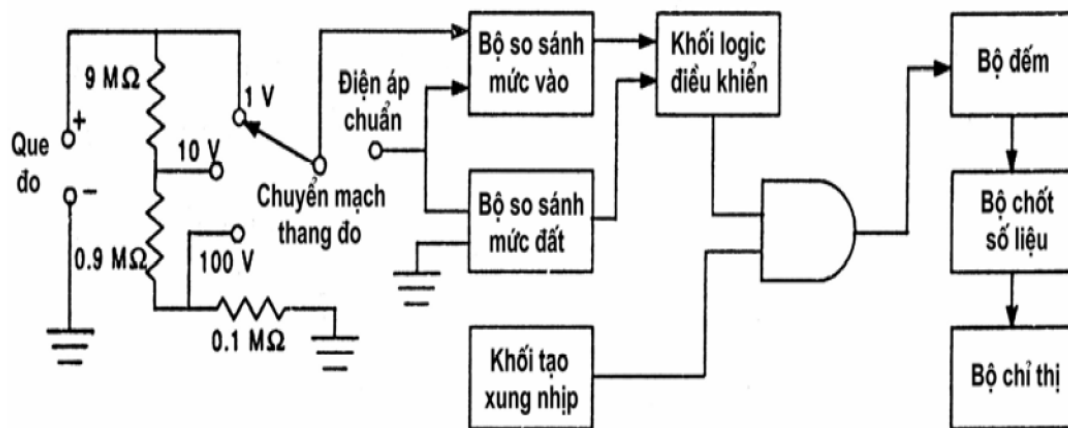 9 MΩ
1 V
Điện áp
chuẩn
Bộ so sánh
mức vào
Khối logic
điều khiển
Bộ đếm
Que
đo
+
−
10 V
Chuyển mạch
thang đo
0.9 MΩ
100 V
0.1 MΩ
Bộ so sánh
mức đất
Bộ chốt
số liệu
Khối tạo
xung nhịp
Bộ chỉ thị